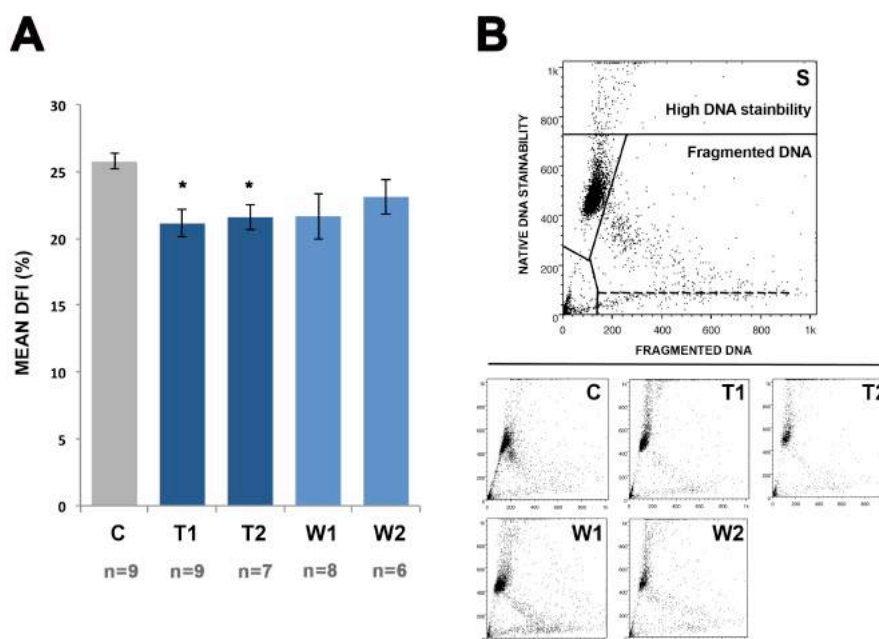 A
30
25
20
15
10
5
0
MEAN DFI (%)
* *
C T1 T2 W1 W2
n=9 n=9 n=7 n=8 n=6
B
S
High DNA stainbility
Fragmented DNA
NATIVE DNA STAINABILITY
1k
800
600
400
200
0
0 200 400 600 800 1k
FRAGMENTED DNA
C T1 T2
W1 W2